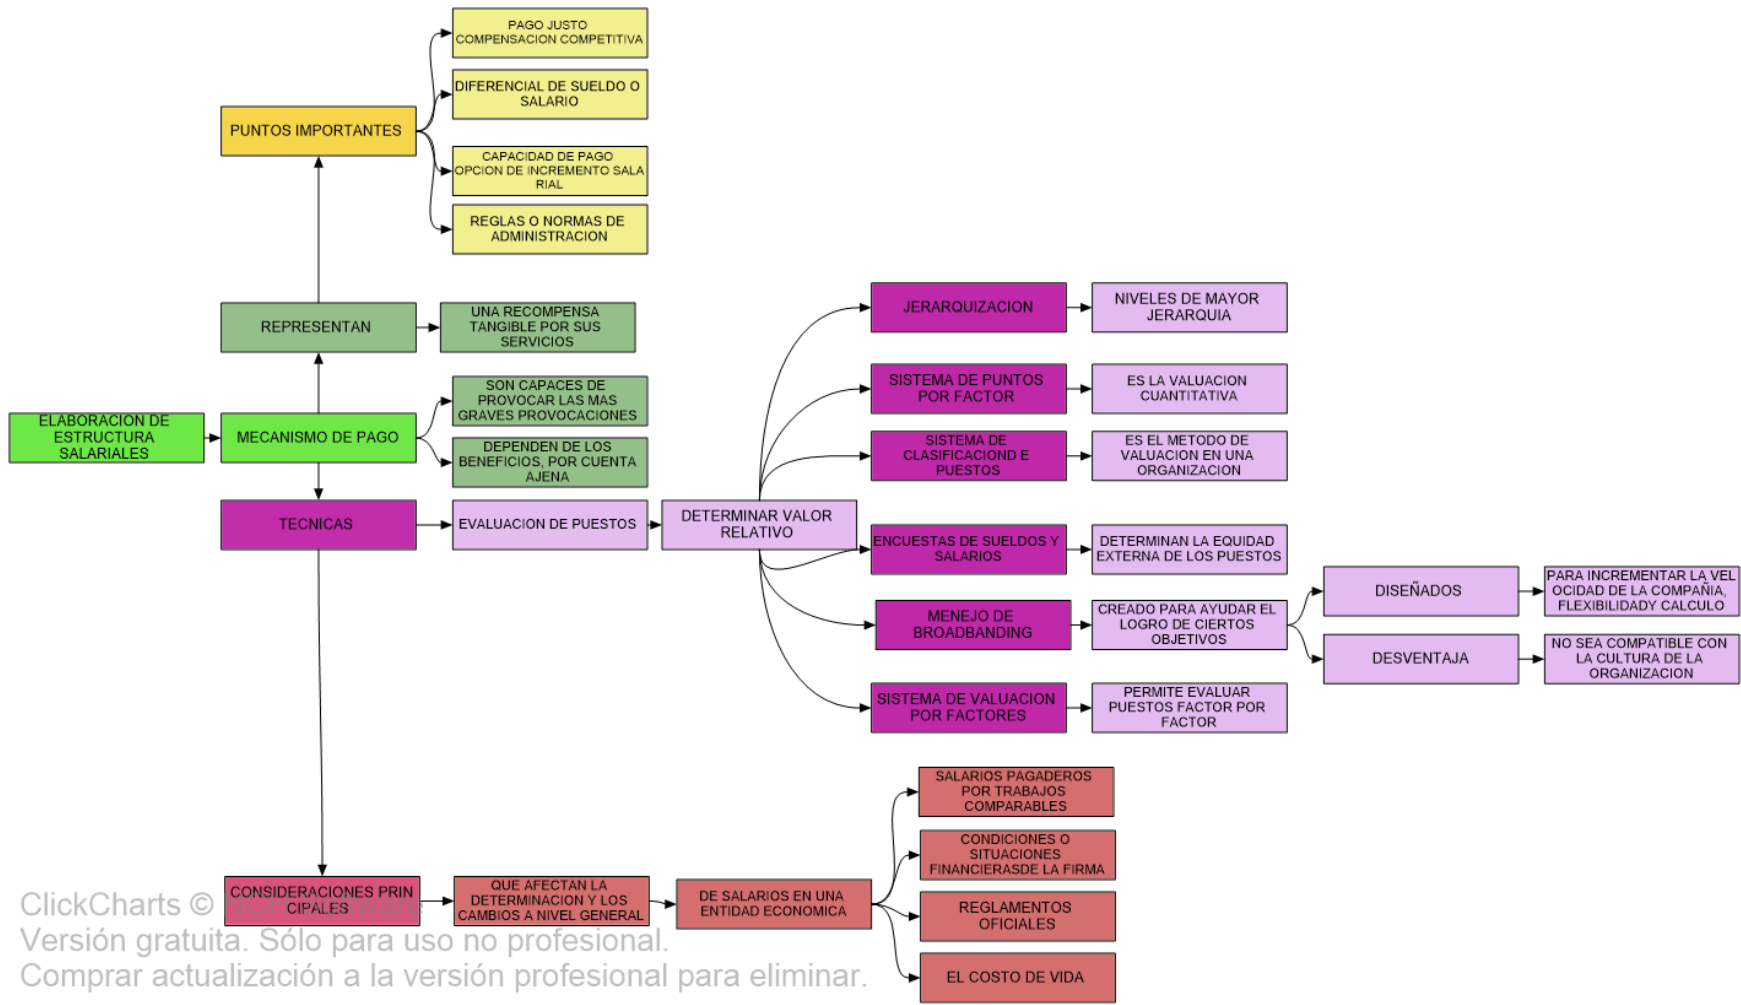 PAGO JUSTO
COMPENSACION COMPETITIVA
DIFERENCIAL DE SUELDO O
SALARIO
PUNTOS IMPORTANTES
CAPACIDAD DE PAGO
OPCION DE INCREMENTO SALA
RIAL
REGLAS O NORMAS DE
ADMINISTRACION
REPRESENTAN
UNA RECOMPENSA
TANGIBLE POR SUS
SERVICIOS
ELABORACION DE
ESTRUCTURA
SALARIALES
MECANISMO DE PAGO
SON CAPACES DE
PROVOCAR LAS MAS
GRAVES PROVOCACIONES
DEPENDEN DE LOS
BENEFICIOS, POR CUENTA
AJENA
TECNICAS
EVALUACION DE PUESTOS
DETERMINAR VALOR
RELATIVO
JERARQUIZACION
NIVELES DE MAYOR
JERARQUIA
SISTEMA DE PUNTOS
POR FACTOR
ES LA VALUACION
CUANTITATIVA
SISTEMA DE
CLASIFICACIOND E
PUESTOS
ES EL METODO DE
VALUACION EN UNA
ORGANIZACION
ENCUESTAS DE SUELDOS Y
SALARIOS
DETERMINAN LA EQUIDAD
EXTERNA DE LOS PUESTOS
MENEJO DE
BROADBANDING
CREADO PARA AYUDAR EL
LOGRO DE CIERTOS
OBJETIVOS
DISEÑADOS
PARA INCREMENTAR LA VEL
OCIDAD DE LA COMPAÑIA,
FLEXIBILIDADY CALCULO
DESVENTAJA
NO SEA COMPATIBLE CON
LA CULTURA DE LA
ORGANIZACION
SISTEMA DE VALUACION
POR FACTORES
PERMITE EVALUAR
PUESTOS FACTOR POR
FACTOR
CONSIDERACIONES PRIN
CIPALES
QUE AFECTAN LA
DETERMINACION Y LOS
CAMBIOS A NIVEL GENERAL
DE SALARIOS EN UNA
ENTIDAD ECONOMICA
SALARIOS PAGADEROS
POR TRABAJOS
COMPARABLES
CONDICIONES O
SITUACIONES
FINANCIERASDE LA FIRMA
REGLAMENTOS
OFICIALES
EL COSTO DE VIDA
ClickCharts ©
Versión gratuita. Sólo para uso no profesional.
Comprar actualización a la versión profesional para eliminar.